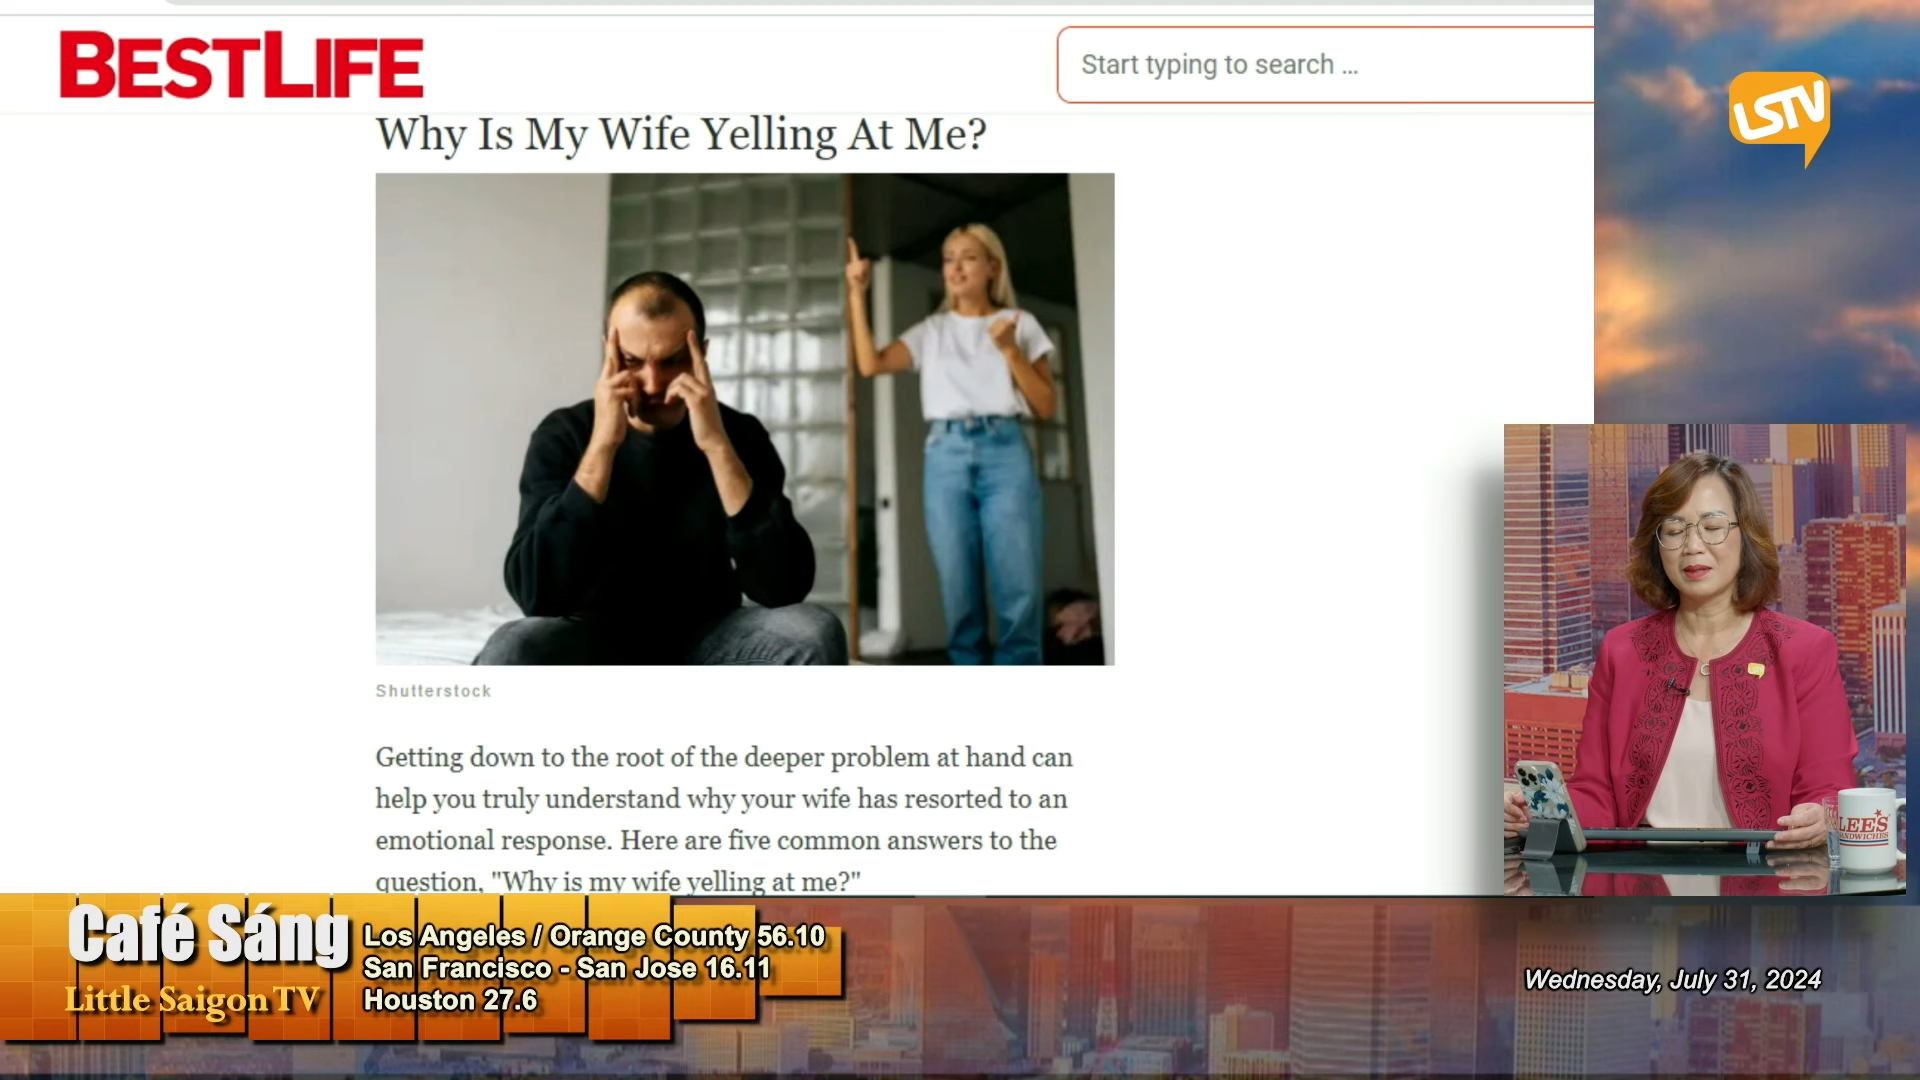 BESTLIFE
Start typing to search ...
LSTV
Why Is My Wife Yelling At Me?
Shutterstock
Getting down to the root of the deeper problem at hand can
help you truly understand why your wife has resorted to an
emotional response. Here are five common answers to the
question, "Why is my wife yelling at me?"
LEE'S
SANDWICHES
Café Sáng
Little Saigon TV
Los Angeles / Orange County 56.10
San Francisco - San Jose 16.11
Houston 27.6
Wednesday, July 31, 2024